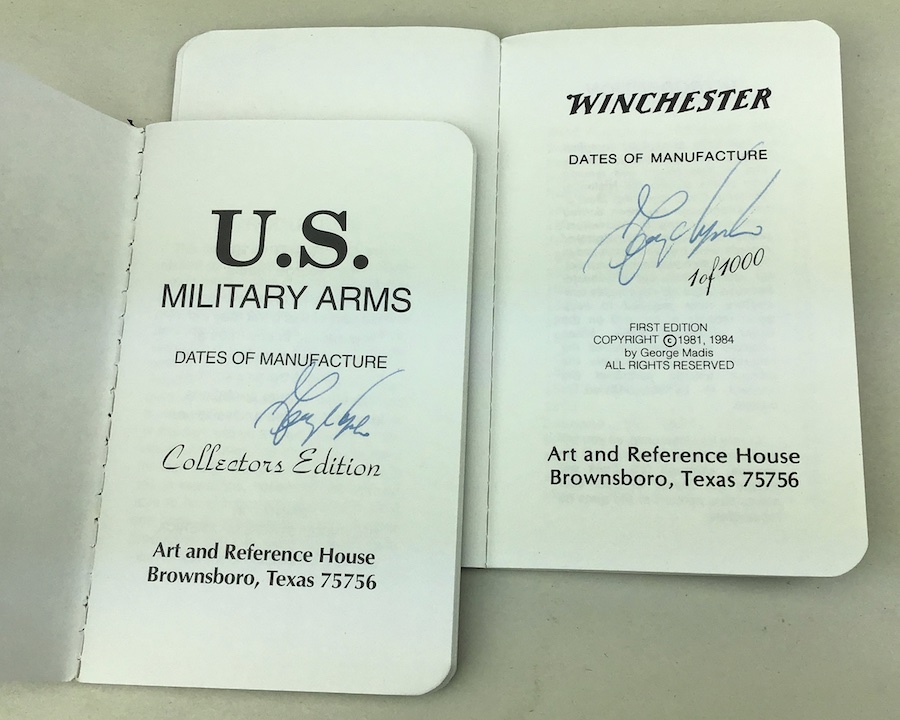 U.S.
MILITARY ARMS
DATES OF MANUFACTURE
Collectors Edition
Art and Reference House
Brownsboro, Texas 75756
WINCHESTER
DATES OF MANUFACTURE
1 of 1000
FIRST EDITION
COPYRIGHT ©1981, 1984
by George Madis
ALL RIGHTS RESERVED
Art and Reference House
Brownsboro, Texas 75756